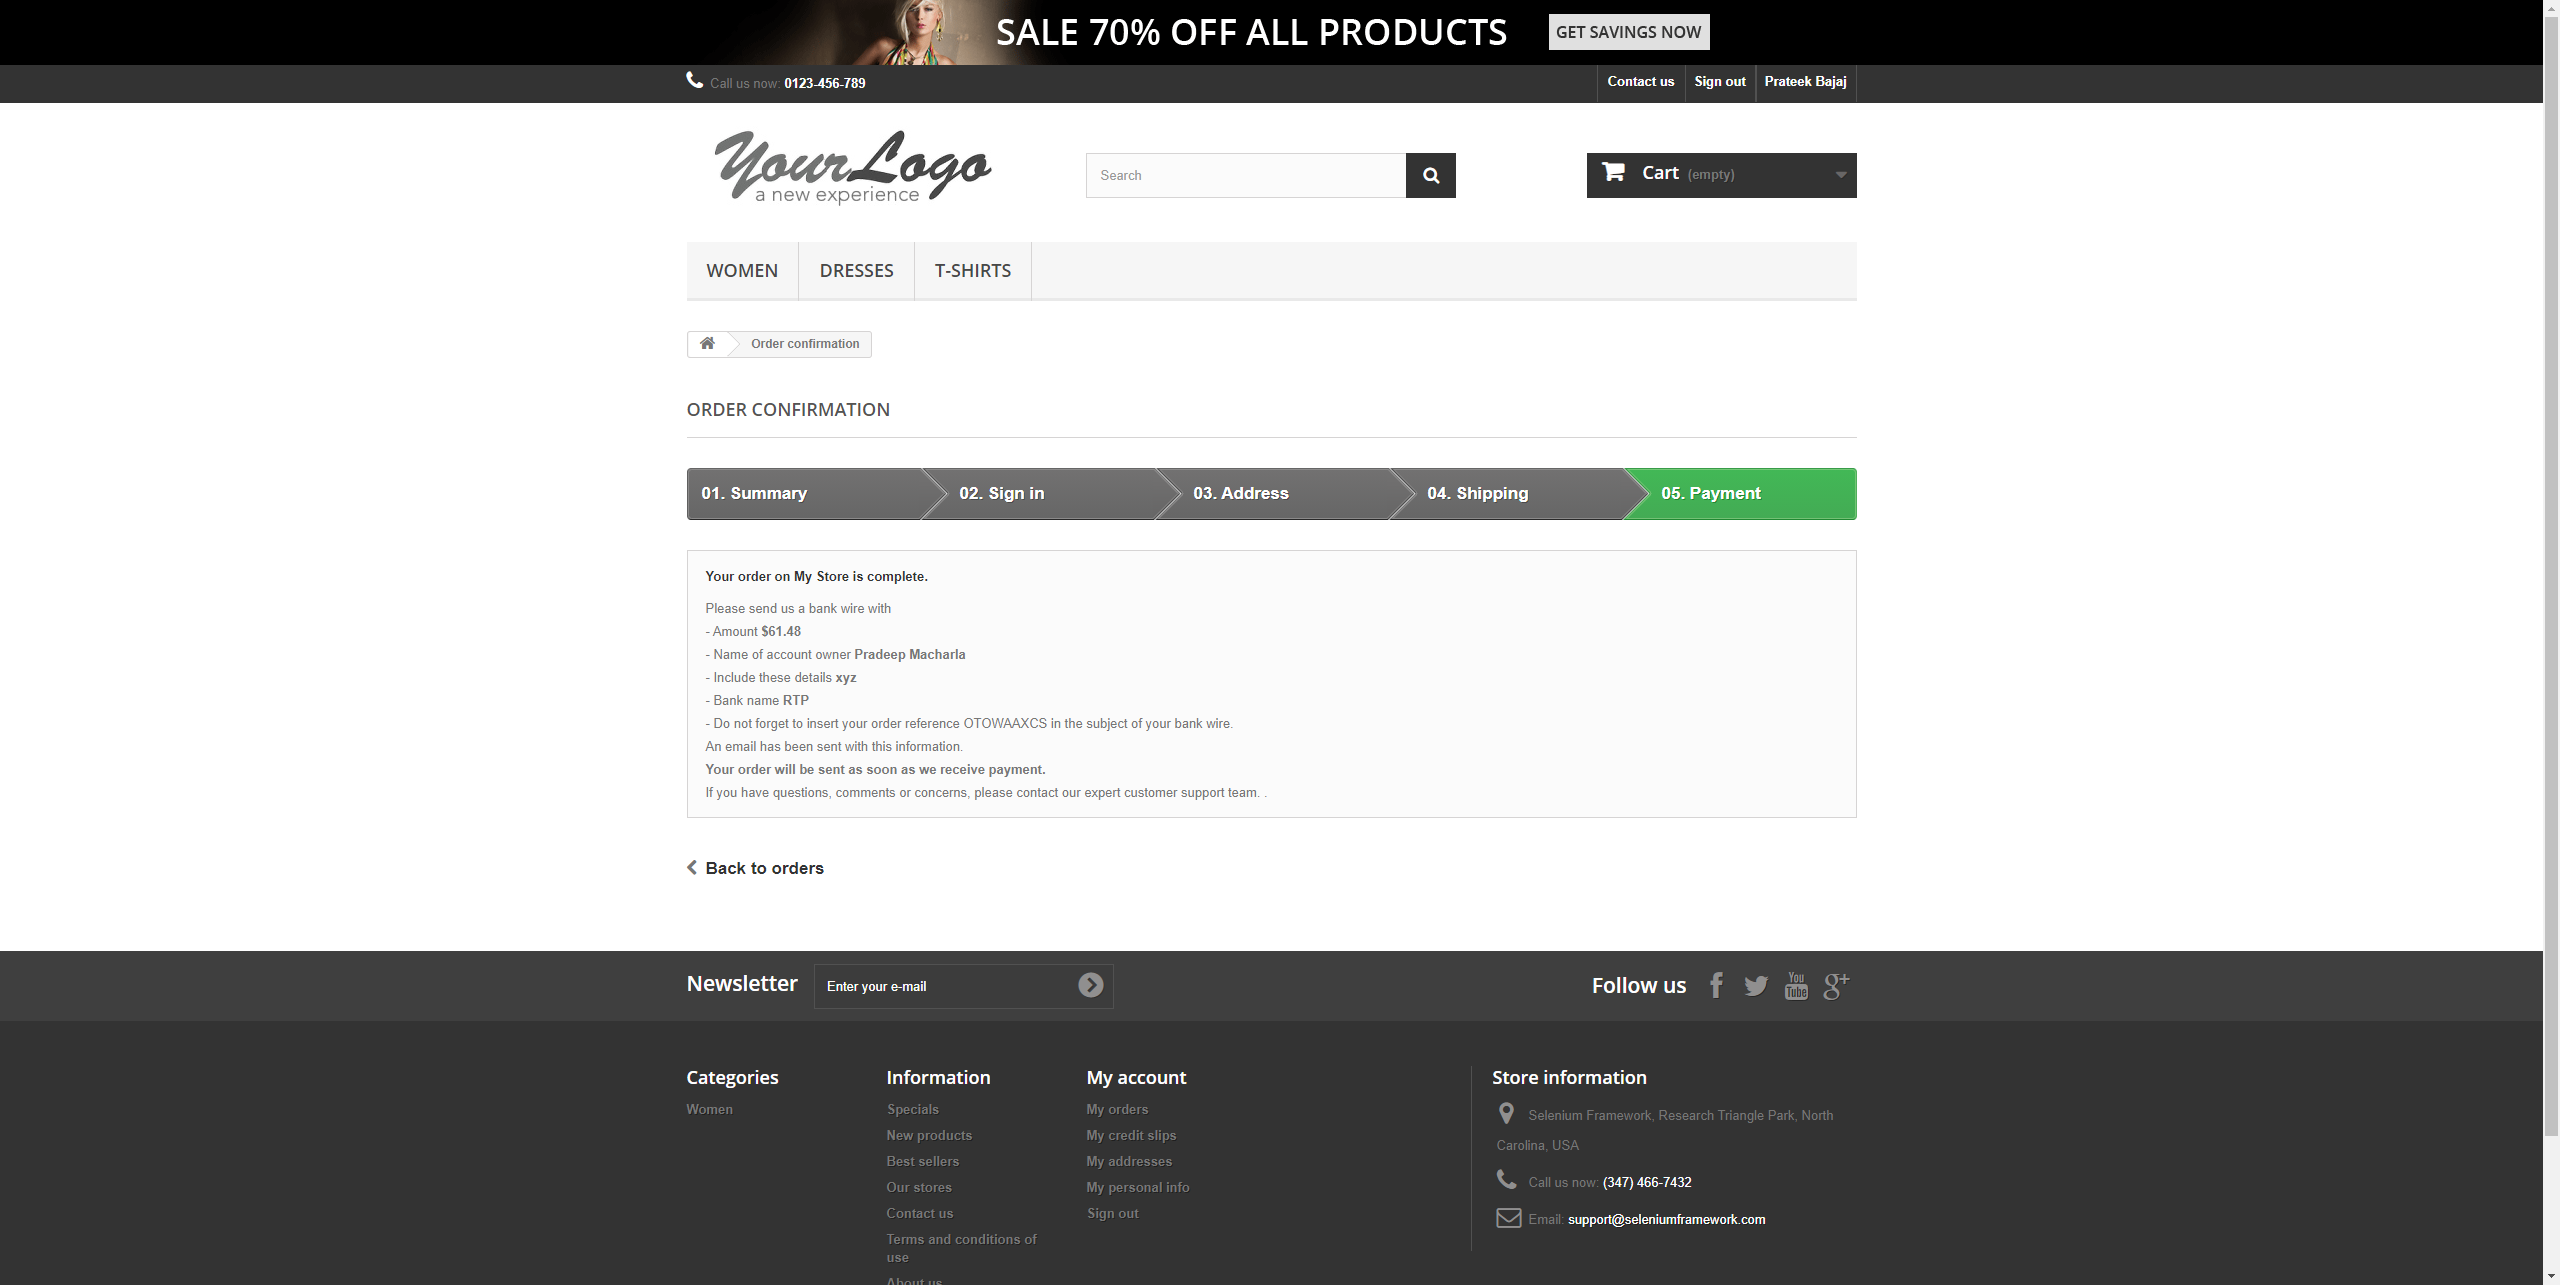 SALE 70% OFF ALL PRODUCTS GET SAVINGS NOW
Call us now: 0123-456-789 Contact us Sign out Prateek Bajaj
Your Logo
a new experience
Search
Cart (empty)
WOMEN DRESSES T-SHIRTS
Order confirmation
ORDER CONFIRMATION
01. Summary 02. Sign in 03. Address 04. Shipping 05. Payment
Your order on My Store is complete.
Please send us a bank wire with
- Amount $61.48
- Name of account owner Pradeep Macharla
- Include these details xyz
- Bank name RTP
- Do not forget to insert your order reference OTOWAAXCS in the subject of your bank wire.
An email has been sent with this information.
Your order will be sent as soon as we receive payment.
If you have questions, comments or concerns, please contact our expert customer support team. .
Back to orders
Newsletter Enter your e-mail Follow us
You
Tube
g+
Categories
Women
Information
Specials
New products
Best sellers
Our stores
Contact us
Terms and conditions of
use
About us
My account
My orders
My credit slips
My addresses
My personal info
Sign out
Store information
Selenium Framework, Research Triangle Park, North
Carolina, USA
Call us now: (347) 466-7432
Email: support@seleniumframework.com